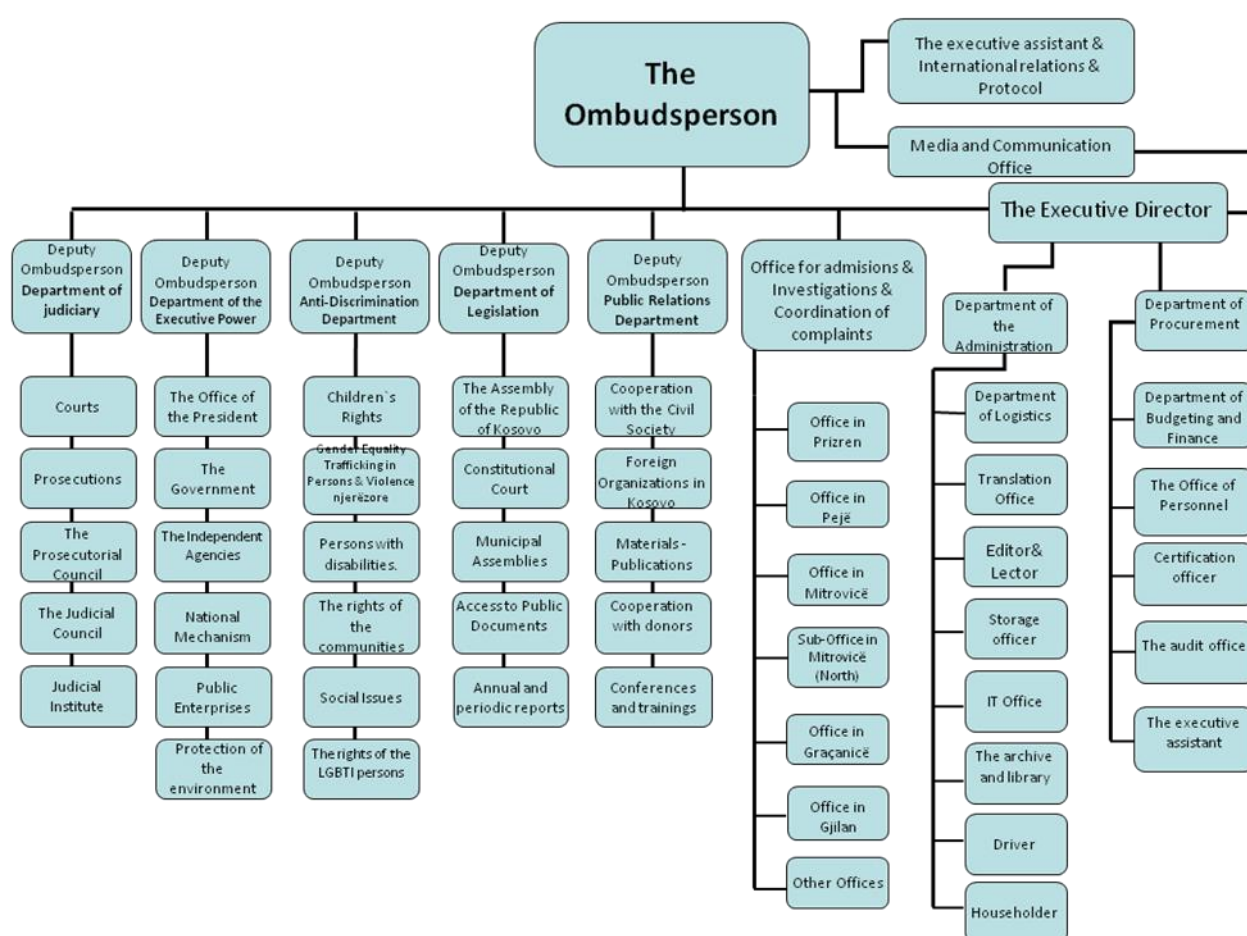 The
Ombudsperson
The executive assistant &
International relations &
Protocol
Media and Communication
Office
The Executive Director
Deputy
Ombudsperson
Department of
judiciary
Deputy
Ombudsperson
Department of the
Executive Power
Deputy
Ombudsperson
Anti-Discrimination
Department
Deputy
Ombudsperson
Department of
Legislation
Deputy
Ombudsperson
Public Relations
Department
Office for admisions &
Investigations &
Coordination of
complaints
Department of
the
Administration
Department of
Procurement
Courts
Prosecutions
The
Prosecutorial
Council
The Judicial
Council
Judicial
Institute
The Office of
the President
The
Government
The Independent
Agencies
National
Mechanism
Public
Enterprises
Protection of
the
environment
Children`s
Rights
Gender Equality
Trafficking in
Persons & Violence
njerëzore
Persons with
disabilities.
The rights of
the
communities
Social Issues
The rights of the
LGBTI persons
The Assembly
of the Republic
of Kosovo
Constitutional
Court
Municipal
Assemblies
Access to Public
Documents
Annual and
periodic reports
Cooperation
with the Civil
Society
Foreign
Organizations in
Kosovo
Materials -
Publications
Cooperation
with donors
Conferences
and trainings
Office in
Prizren
Office in
Pejë
Office in
Mitrovicë
Sub-Office in
Mitrovicë
(North)
Office in
Graçanicë
Office in
Gjilan
Other Offices
Department
of Logistics
Translation
Office
Editor&
Lector
Storage
officer
IT Office
The archive
and library
Driver
Householder
Department of
Budgeting and
Finance
The Office of
Personnel
Certification
officer
The audit office
The executive
assistant